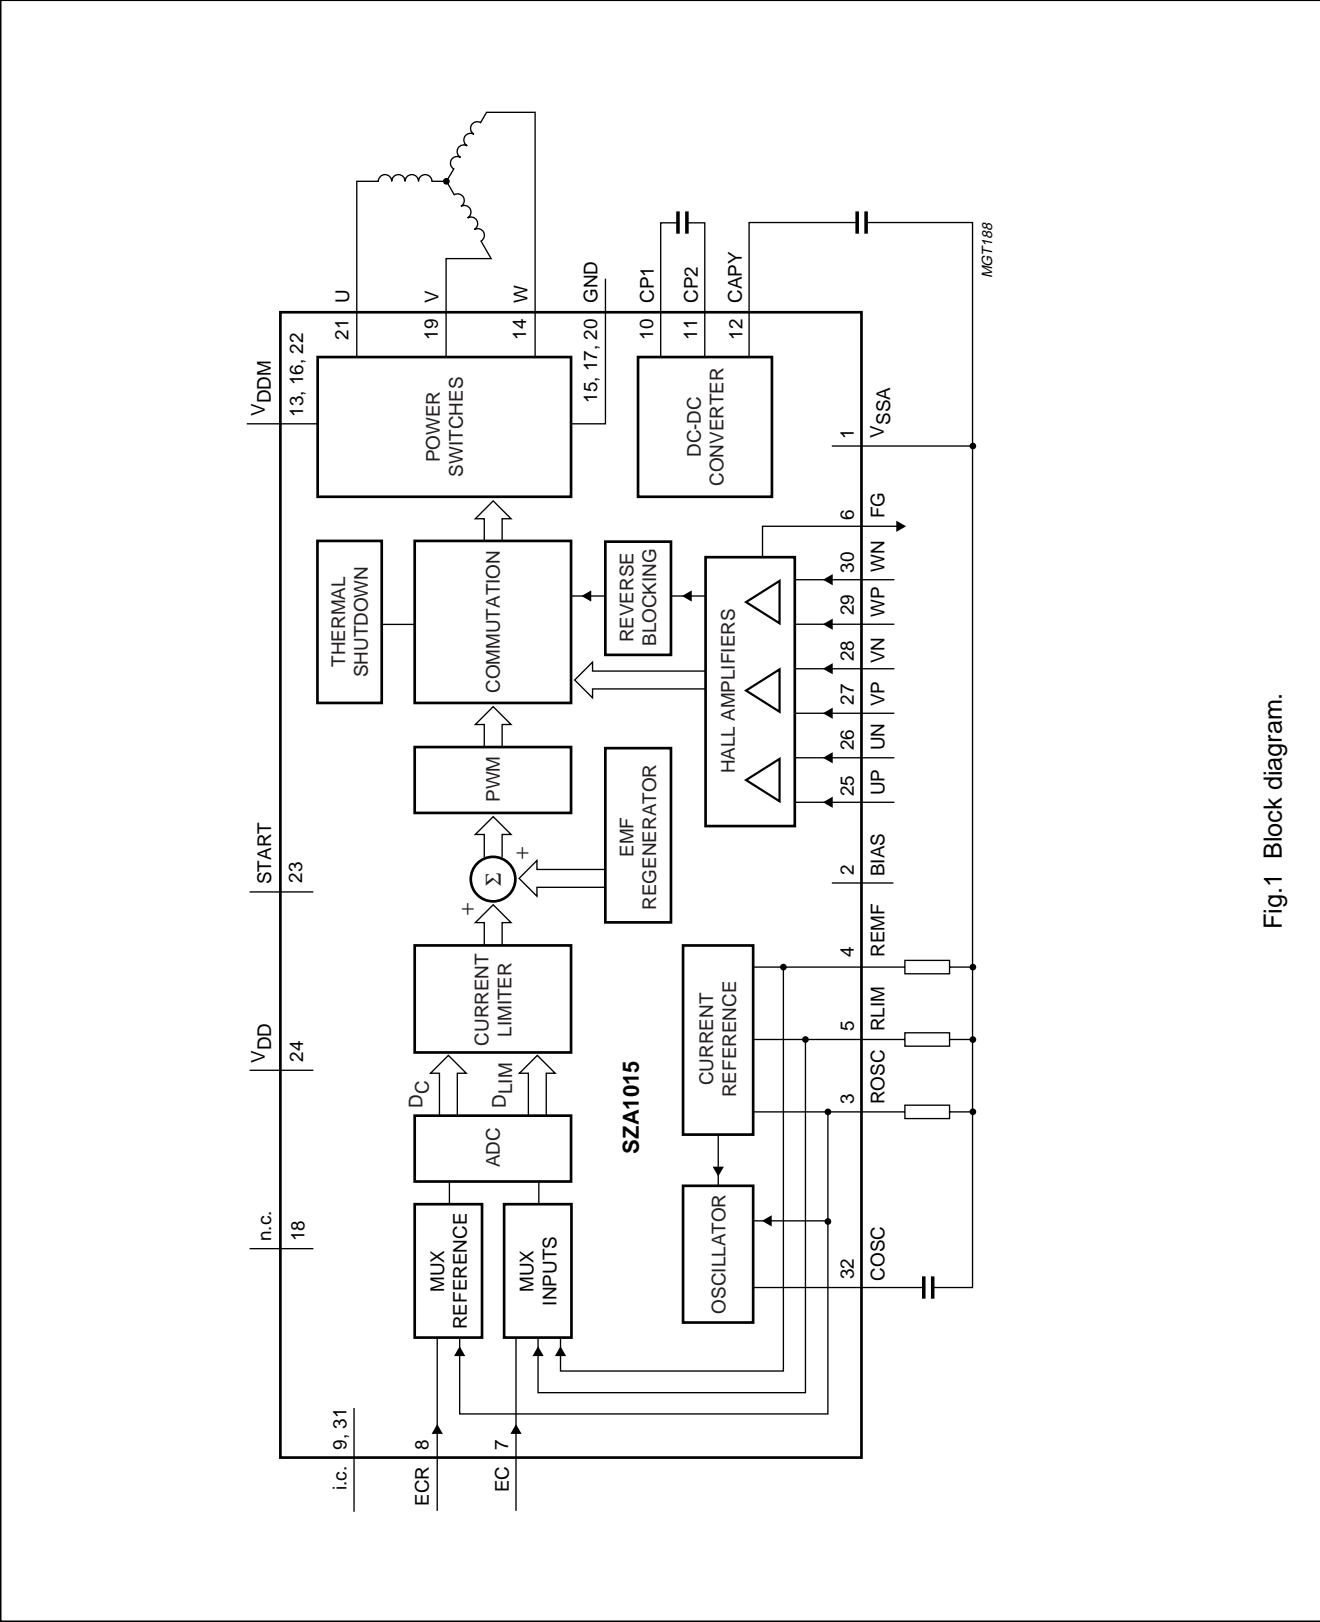 i.c.
9, 31
ECR
8
EC
7
n.c.
18
VDD
24
START
23
VDDM
13, 16, 22
MUX
REFERENCE
MUX
INPUTS
ADC
DC
DLIM
CURRENT
LIMITER
+
Σ
+
PWM
COMMUTATION
THERMAL
SHUTDOWN
POWER
SWITCHES
21
U
19
V
14
W
15, 17, 20
GND
SZA1015
EMF
REGENERATOR
REVERSE
BLOCKING
DC-DC
CONVERTER
10
CP1
11
CP2
12
CAPY
OSCILLATOR
CURRENT
REFERENCE
HALL AMPLIFIERS
32
COSC
3
ROSC
5
RLIM
4
REMF
2
BIAS
25
UP
26
UN
27
VP
28
VN
29
WP
30
WN
6
FG
1
VSSA
MGT188
Fig.1 Block diagram.